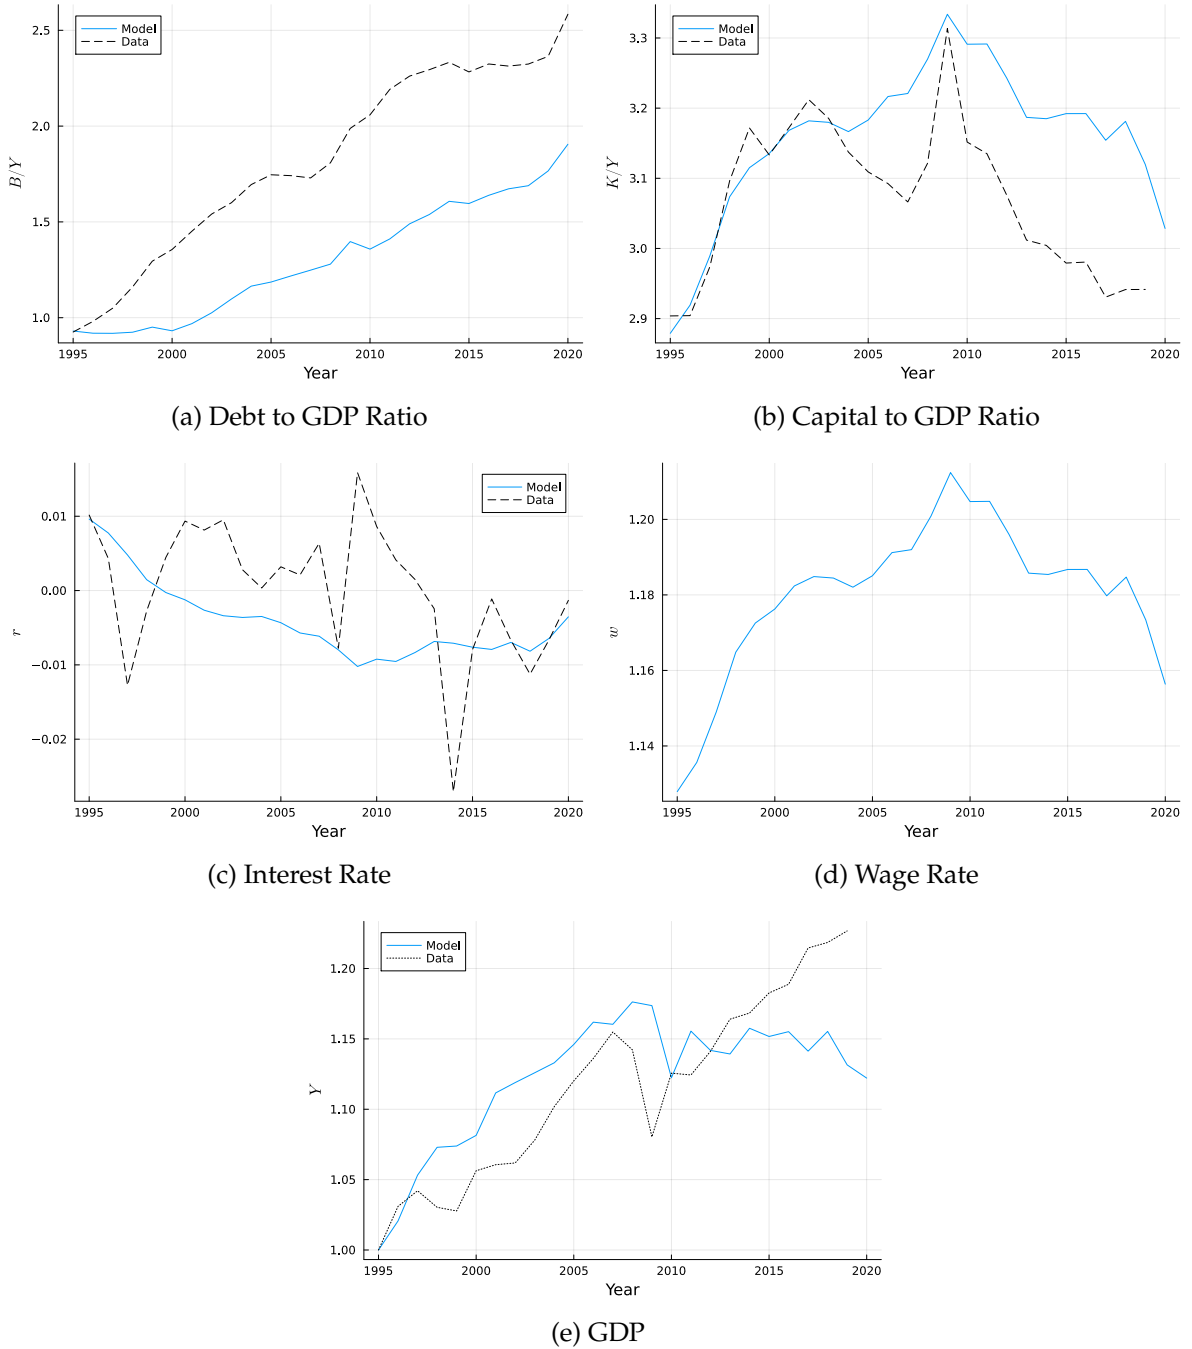 Model
Data
2.5
2.0
1.5
1.0
B/Y
1995 2000 2005 2010 2015 2020
Year
(a) Debt to GDP Ratio
Model
Data
3.3
3.2
3.1
3.0
2.9
K/Y
1995 2000 2005 2010 2015 2020
Year
(b) Capital to GDP Ratio
Model
Data
0.01
0.00
−0.01
−0.02
r
1995 2000 2005 2010 2015 2020
Year
(c) Interest Rate
1.20
1.18
1.16
1.14
w
1995 2000 2005 2010 2015 2020
Year
(d) Wage Rate
Model
Data
1.20
1.15
1.10
1.05
1.00
Y
1995 2000 2005 2010 2015 2020
Year
(e) GDP